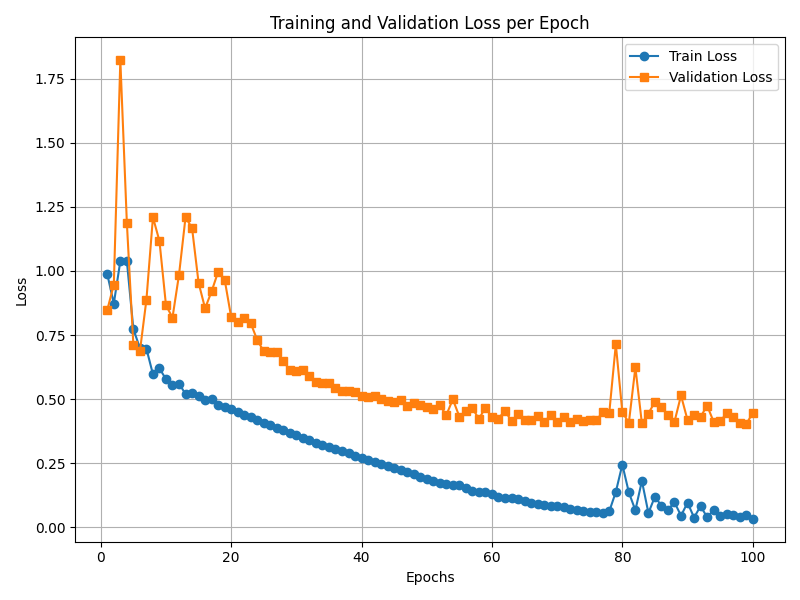 Training and Validation Loss per Epoch
Train Loss
Validation Loss
1.75
1.50
1.25
1.00
0.75
0.50
0.25
0.00
Loss
0 20 40 60 80 100
Epochs